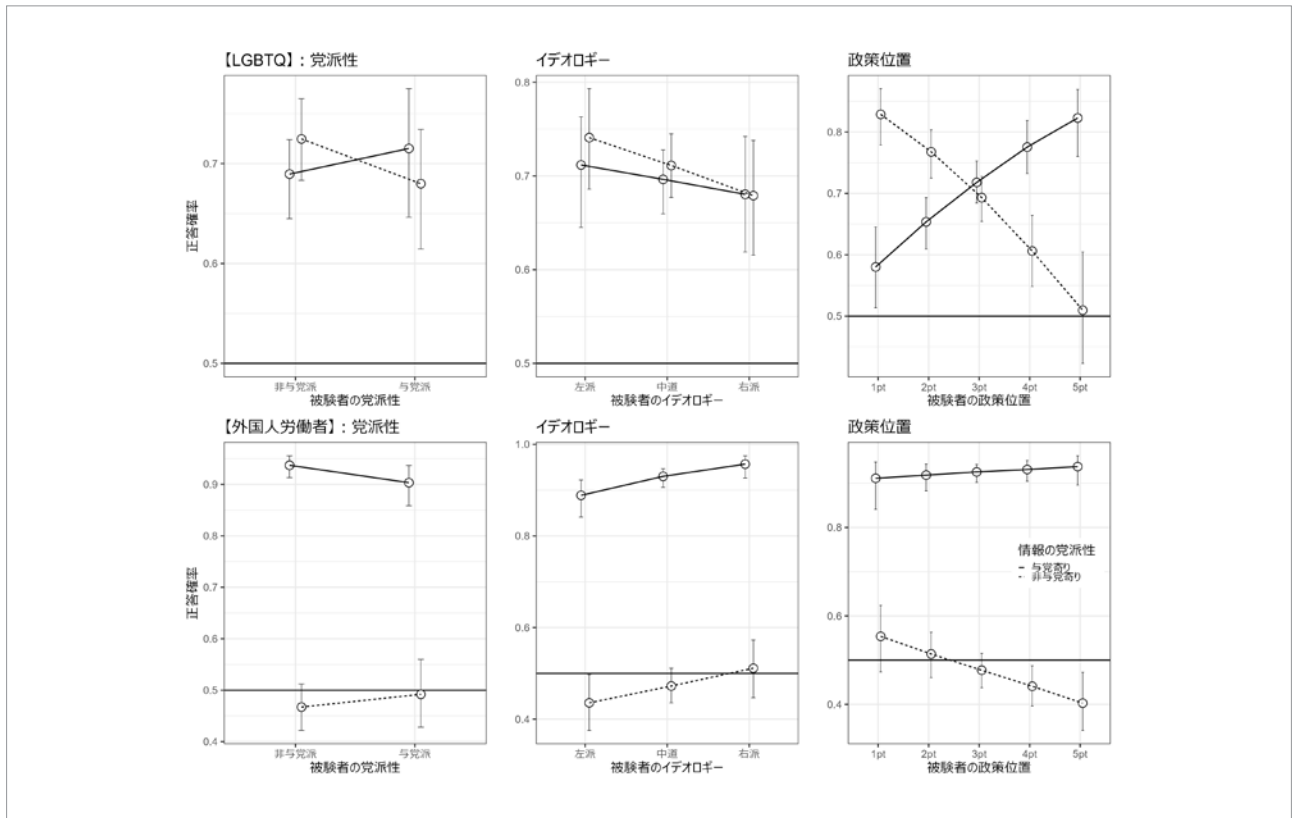 【LGBTQ】：党派性
イデオロギー
政策位置
正答確率
0.7
0.6
0.5
非与党派
与党派
被験者の党派性
0.8
0.7
0.6
0.5
左派
中道
右派
被験者のイデオロギー
0.8
0.7
0.6
0.5
1pt
2pt
3pt
4pt
5pt
被験者の政策位置
【外国人労働者】：党派性
イデオロギー
政策位置
正答確率
0.9
0.8
0.7
0.6
0.5
0.4
非与党派
与党派
被験者の党派性
1.0
0.8
0.6
0.4
左派
中道
右派
被験者のイデオロギー
0.8
0.6
0.4
情報の党派性
与党寄り
非与党寄り
1pt
2pt
3pt
4pt
5pt
被験者の政策位置